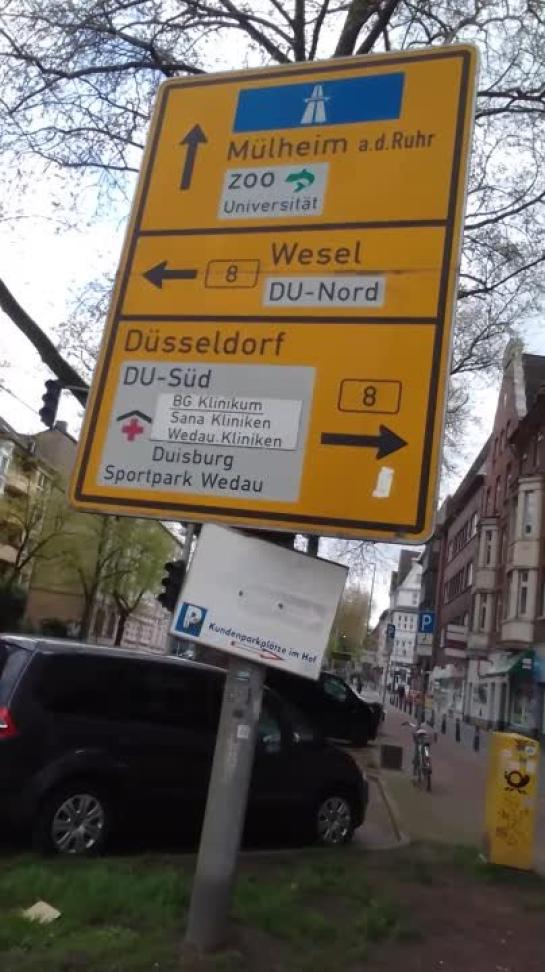 Mülheim a.d.Ruhr
ZOO
Universität
Wesel
8
DU-Nord
Düsseldorf
DU-Süd
8
BG Klinikum
Sana Kliniken
Wedau Kliniken
Duisburg
Sportpark Wedau
P
Kundenparkplätze im Hof
P